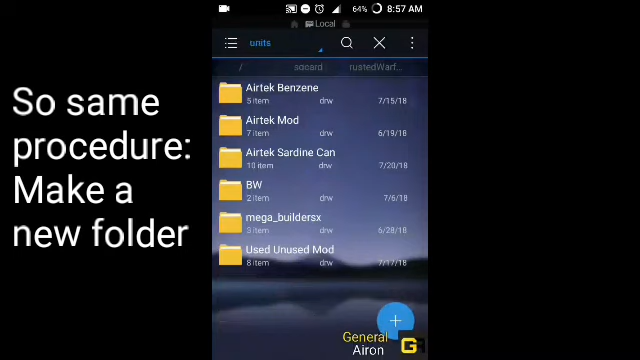 64% 8:57 AM
Local
units
/ sdcard rustedWarf...
So same
procedure:
Make a
new folder
Airtek Benzene
5 item drw 7/15/18
Airtek Mod
7 item drw 6/19/18
Airtek Sardine Can
10 item drw 7/20/18
BW
2 item drw 7/6/18
mega_buildersx
3 item drw 6/28/18
Used Unused Mod
8 item drw 7/17/18
General
Airon